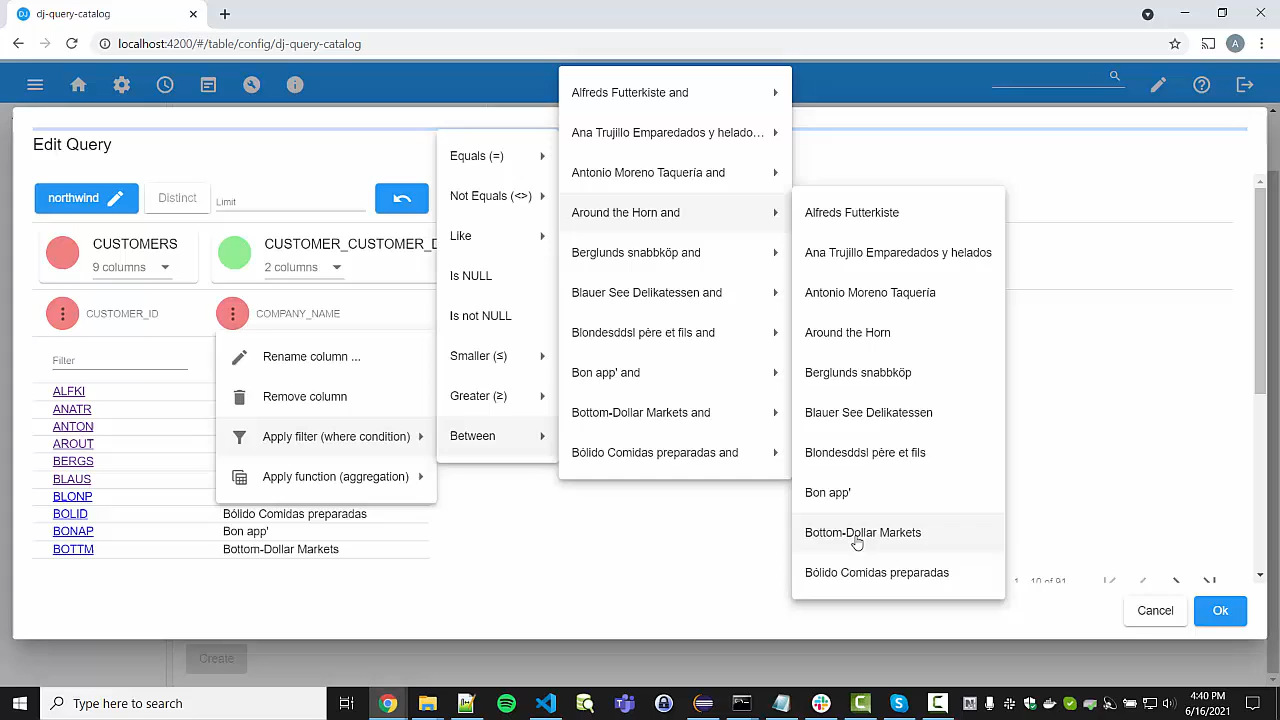 dj-query-catalog
localhost:4200/#/table/config/dj-query-catalog
A
Edit Query
northwind
Distinct
Limit
CUSTOMERS
9 columns
CUSTOMER_CUSTOMER_D
2 columns
CUSTOMER_ID
COMPANY_NAME
Filter
ALFKI
ANATR
ANTON
AROUT
BERGS
BLAUS
BLONP
BOLID
Bólido Comidas preparadas
BONAP
Bon app'
BOTTM
Bottom-Dollar Markets
Rename column ...
Remove column
Apply filter (where condition)
Apply function (aggregation)
Equals (=)
Not Equals (<>)
Like
Is NULL
Is not NULL
Smaller (≤)
Greater (≥)
Between
Alfreds Futterkiste and
Ana Trujillo Emparedados y helado…
Antonio Moreno Taquería and
Around the Horn and
Berglunds snabbköp and
Blauer See Delikatessen and
Blondesddsl père et fils and
Bon app' and
Bottom-Dollar Markets and
Bólido Comidas preparadas and
Alfreds Futterkiste
Ana Trujillo Emparedados y helados
Antonio Moreno Taquería
Around the Horn
Berglunds snabbköp
Blauer See Delikatessen
Blondesddsl père et fils
Bon app'
Bottom-Dollar Markets
Bólido Comidas preparadas
1 - 10 of 91
Cancel
Ok
Create
Type here to search
4:40 PM
6/16/2021